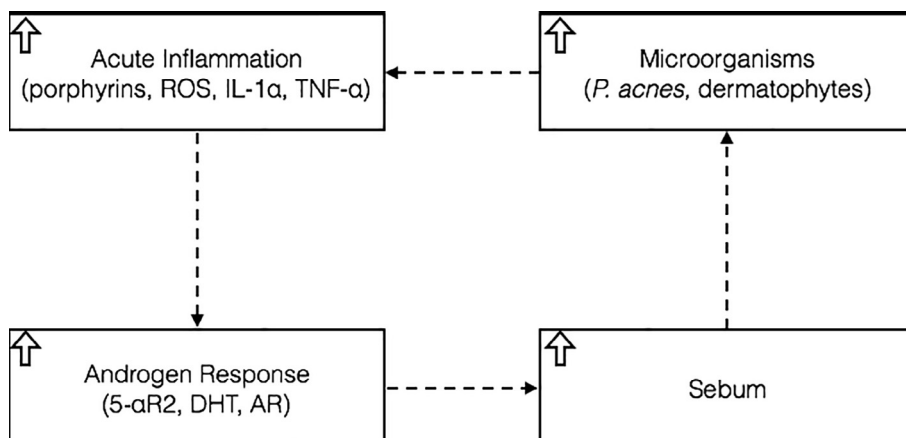 Acute Inflammation
(porphyrins, ROS, IL-1α, TNF-α)
Microorganisms
(P. acnes, dermatophytes)
Androgen Response
(5-αR2, DHT, AR)
Sebum